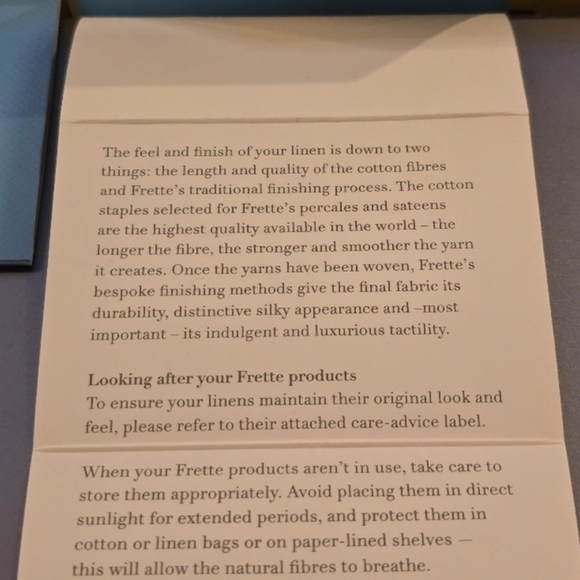 The feel and finish of your linen is down to two
things: the length and quality of the cotton fibres
and Frette's traditional finishing process. The cotton
staples selected for Frette's percales and sateens
are the highest quality available in the world – the
longer the fibre, the stronger and smoother the yarn
it creates. Once the yarns have been woven, Frette's
bespoke finishing methods give the final fabric its
durability, distinctive silky appearance and –most
important – its indulgent and luxurious tactility.
Looking after your Frette products
To ensure your linens maintain their original look and
feel, please refer to their attached care-advice label.
When your Frette products aren't in use, take care to
store them appropriately. Avoid placing them in direct
sunlight for extended periods, and protect them in
cotton or linen bags or on paper-lined shelves —
this will allow the natural fibres to breathe.